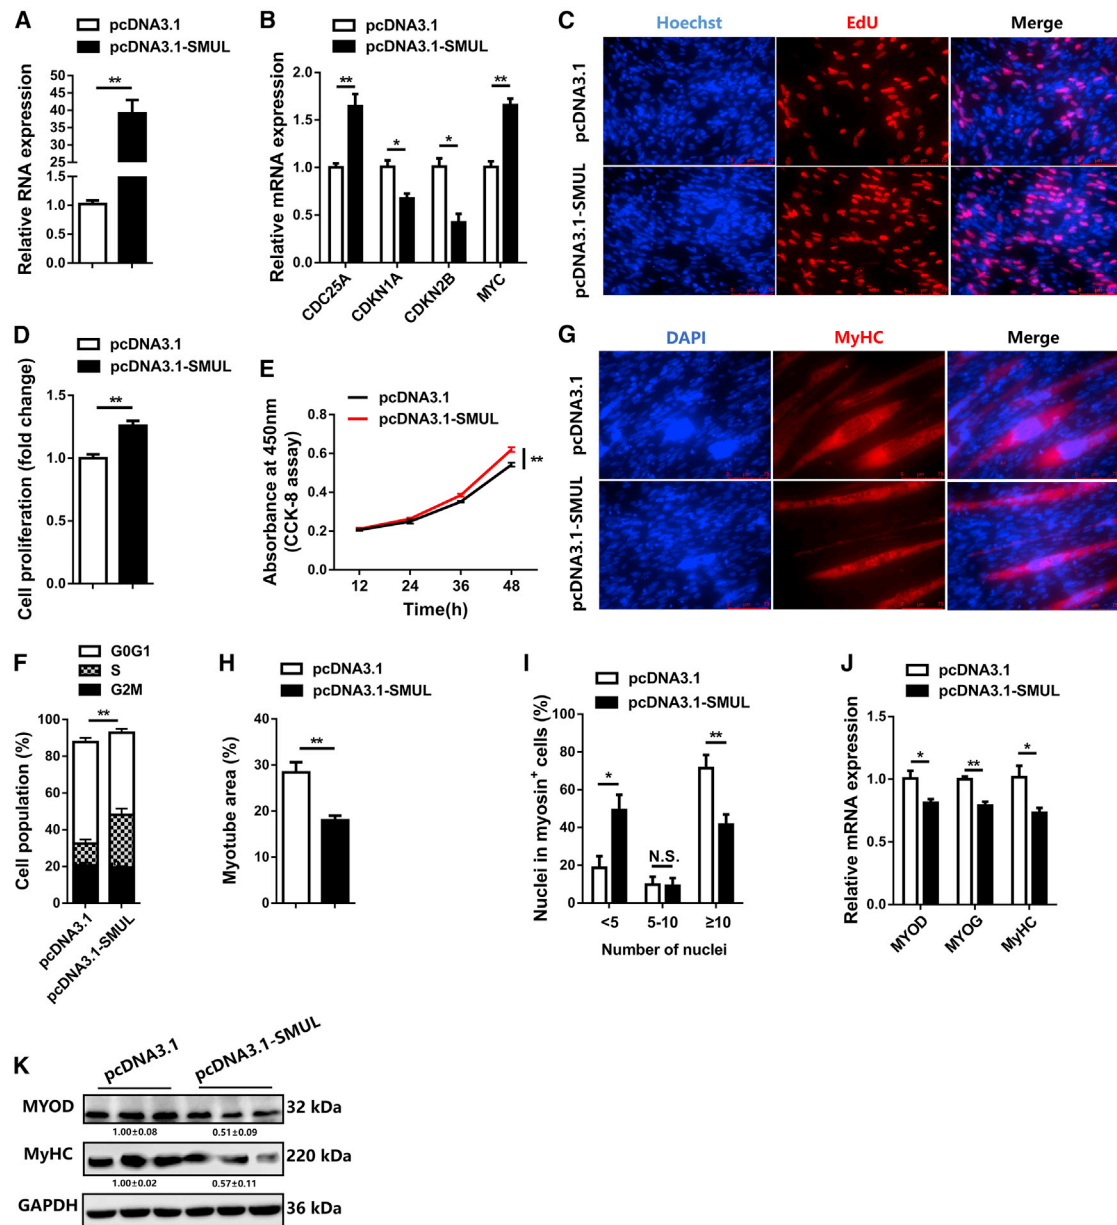 A
pcDNA3.1
pcDNA3.1-SMUL
Relative RNA expression
45
40
35
30
25
1.5
1.0
0.5
0.0
**
B
pcDNA3.1
pcDNA3.1-SMUL
Relative mRNA expression
2.0
1.5
1.0
0.5
0.0
**
*
*
**
CDC25A
CDKN1A
CDKN2B
MYC
C
Hoechst
EdU
Merge
pcDNA3.1
pcDNA3.1-SMUL
D
pcDNA3.1
pcDNA3.1-SMUL
Cell proliferation (fold change)
1.5
1.0
0.5
0.0
**
E
pcDNA3.1
pcDNA3.1-SMUL
Absorbance at 450nm
(CCK-8 assay)
0.8
0.6
0.4
0.2
0.0
**
12
24
36
48
Time(h)
G
DAPI
MyHC
Merge
pcDNA3.1
pcDNA3.1-SMUL
F
G0G1
S
G2M
Cell population (%)
100
80
60
40
20
0
**
pcDNA3.1
pcDNA3.1-SMUL
H
pcDNA3.1
pcDNA3.1-SMUL
Myotube area (%)
40
30
20
10
0
**
I
pcDNA3.1
pcDNA3.1-SMUL
Nuclei in myosin+ cells (%)
100
80
60
40
20
0
*
N.S.
**
<5
5-10
≥10
Number of nuclei
J
pcDNA3.1
pcDNA3.1-SMUL
Relative mRNA expression
1.5
1.0
0.5
0.0
*
**
*
MYOD
MYOG
MyHC
K
pcDNA3.1
pcDNA3.1-SMUL
MYOD
32 kDa
1.00±0.08
0.51±0.09
MyHC
220 kDa
1.00±0.02
0.57±0.11
GAPDH
36 kDa